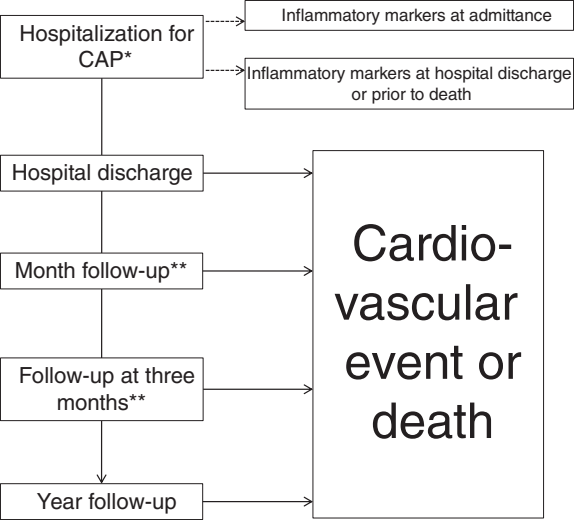 Hospitalization for
CAP*
Inflammatory markers at admittance
Inflammatory markers at hospital discharge
or prior to death
Hospital discharge
Month follow-up**
Follow-up at three
months**
Year follow-up
Cardio-
vascular
event or
death